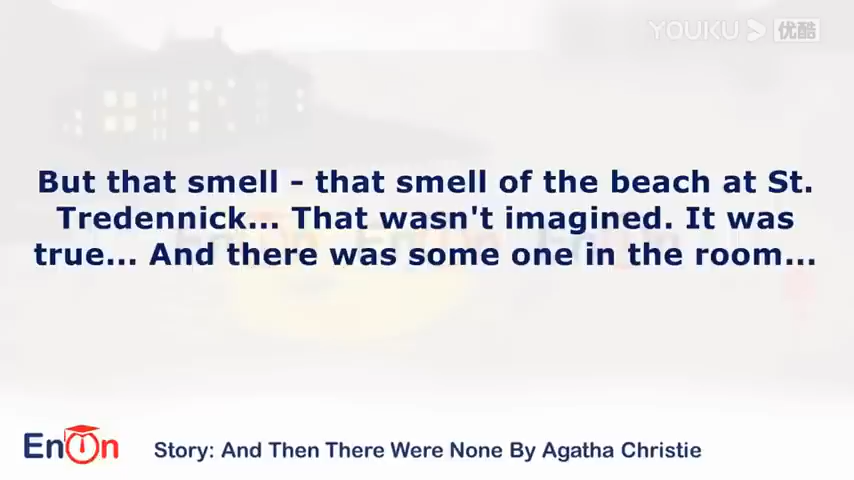 YOUKU 优酷
But that smell - that smell of the beach at St.
Tredennick... That wasn't imagined. It was
true... And there was some one in the room...
EnOn
Story: And Then There Were None By Agatha Christie